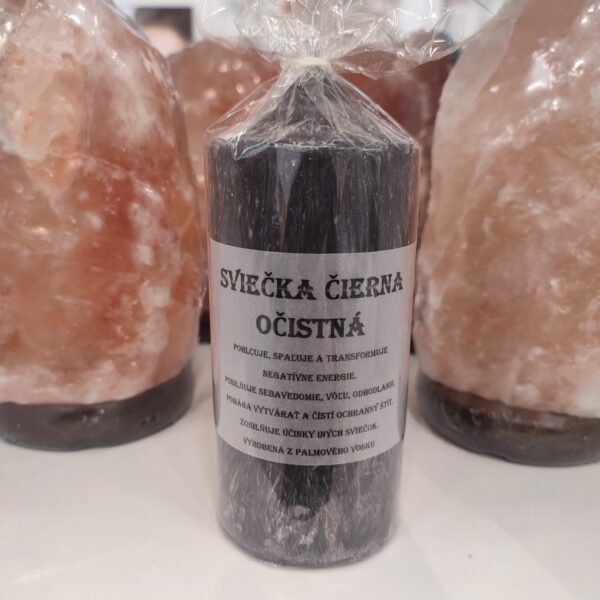 SVIEČKA ČIERNA
OČISTNÁ
POHLCUJE, SPAĽUJE A TRANSFORMUJE
NEGATÍVNE ENERGIE.
POSILŇUJE SEBAVEDOMIE, VÔĽU, ODHODLANIE.
POMÁHA VYTVÁRAŤ A ČISTÍ OCHRANNÝ ŠTÍT.
ZOSILŇUJE ÚČINKY INÝCH SVIEČOK.
VYROBENÁ Z PALMOVÉHO VOSKU